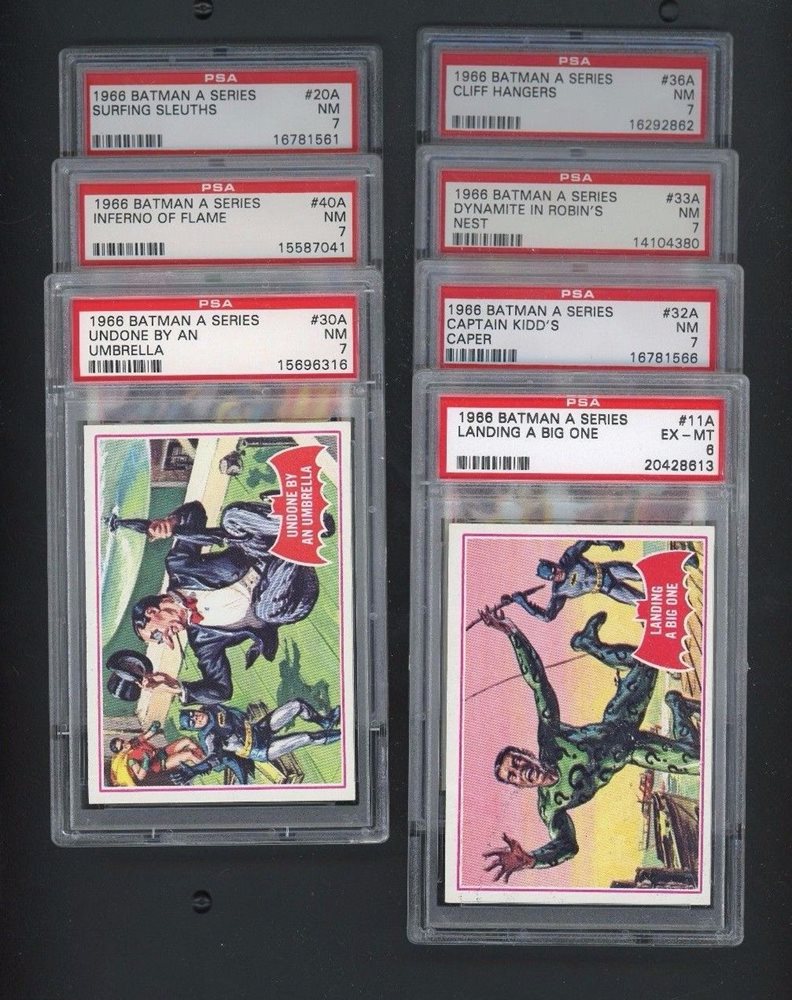 PSA
1966 BATMAN A SERIES #20A
SURFING SLEUTHS NM
7
16781561
PSA
1966 BATMAN A SERIES #40A
INFERNO OF FLAME NM
7
15587041
PSA
1966 BATMAN A SERIES #30A
UNDONE BY AN NM
UMBRELLA 7
15696316
UNDONE BY
AN UMBRELLA
PSA
1966 BATMAN A SERIES #36A
CLIFF HANGERS NM
7
16292862
PSA
1966 BATMAN A SERIES #33A
DYNAMITE IN ROBIN'S NM
NEST 7
14104380
PSA
1966 BATMAN A SERIES #32A
CAPTAIN KIDD'S NM
CAPER 7
16781566
PSA
1966 BATMAN A SERIES #11A
LANDING A BIG ONE EX-MT
6
20428613
LANDING
A BIG ONE